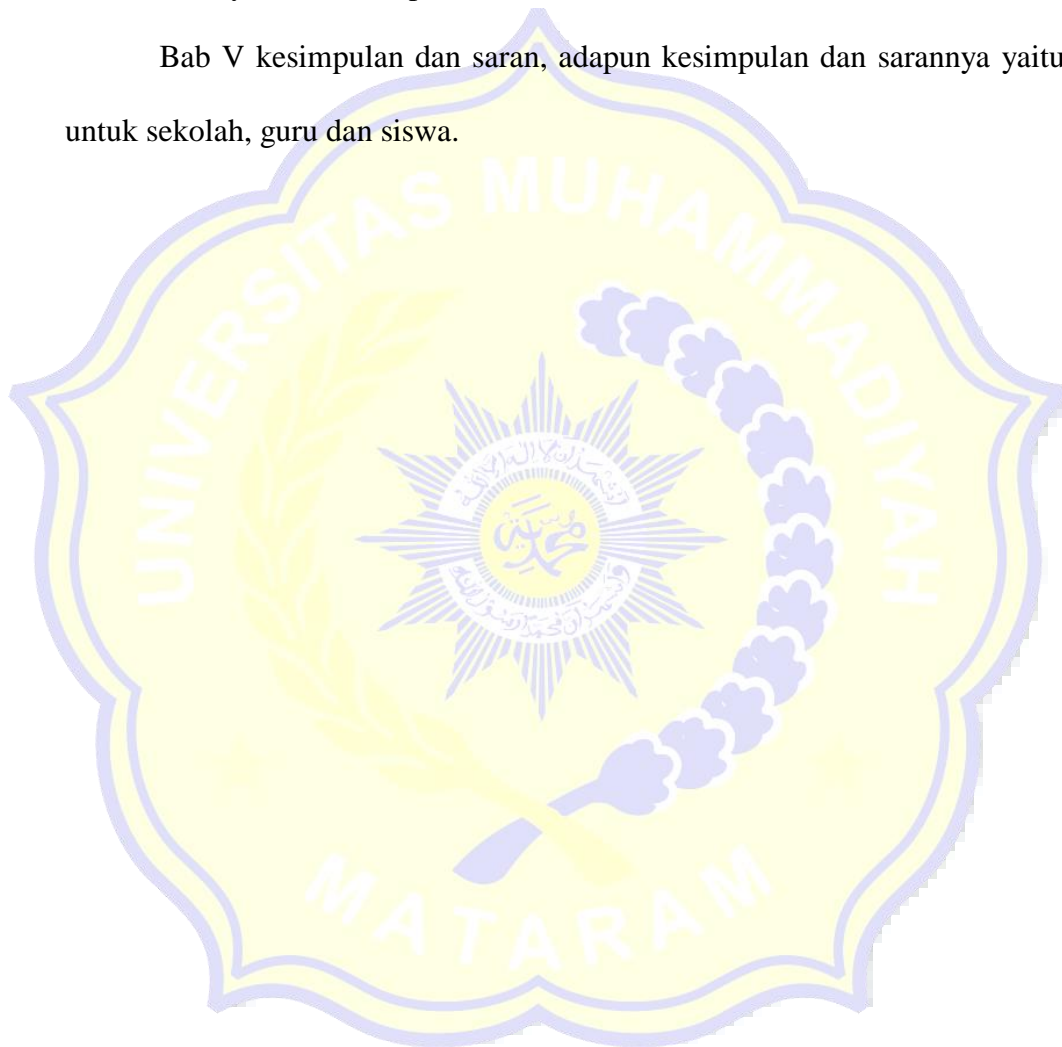 Bab V kesimpulan dan saran, adapun kesimpulan dan sarannya yaitu
untuk sekolah, guru dan siswa.
UNIVERSITAS MUHAMMADIYAH
MATARAM